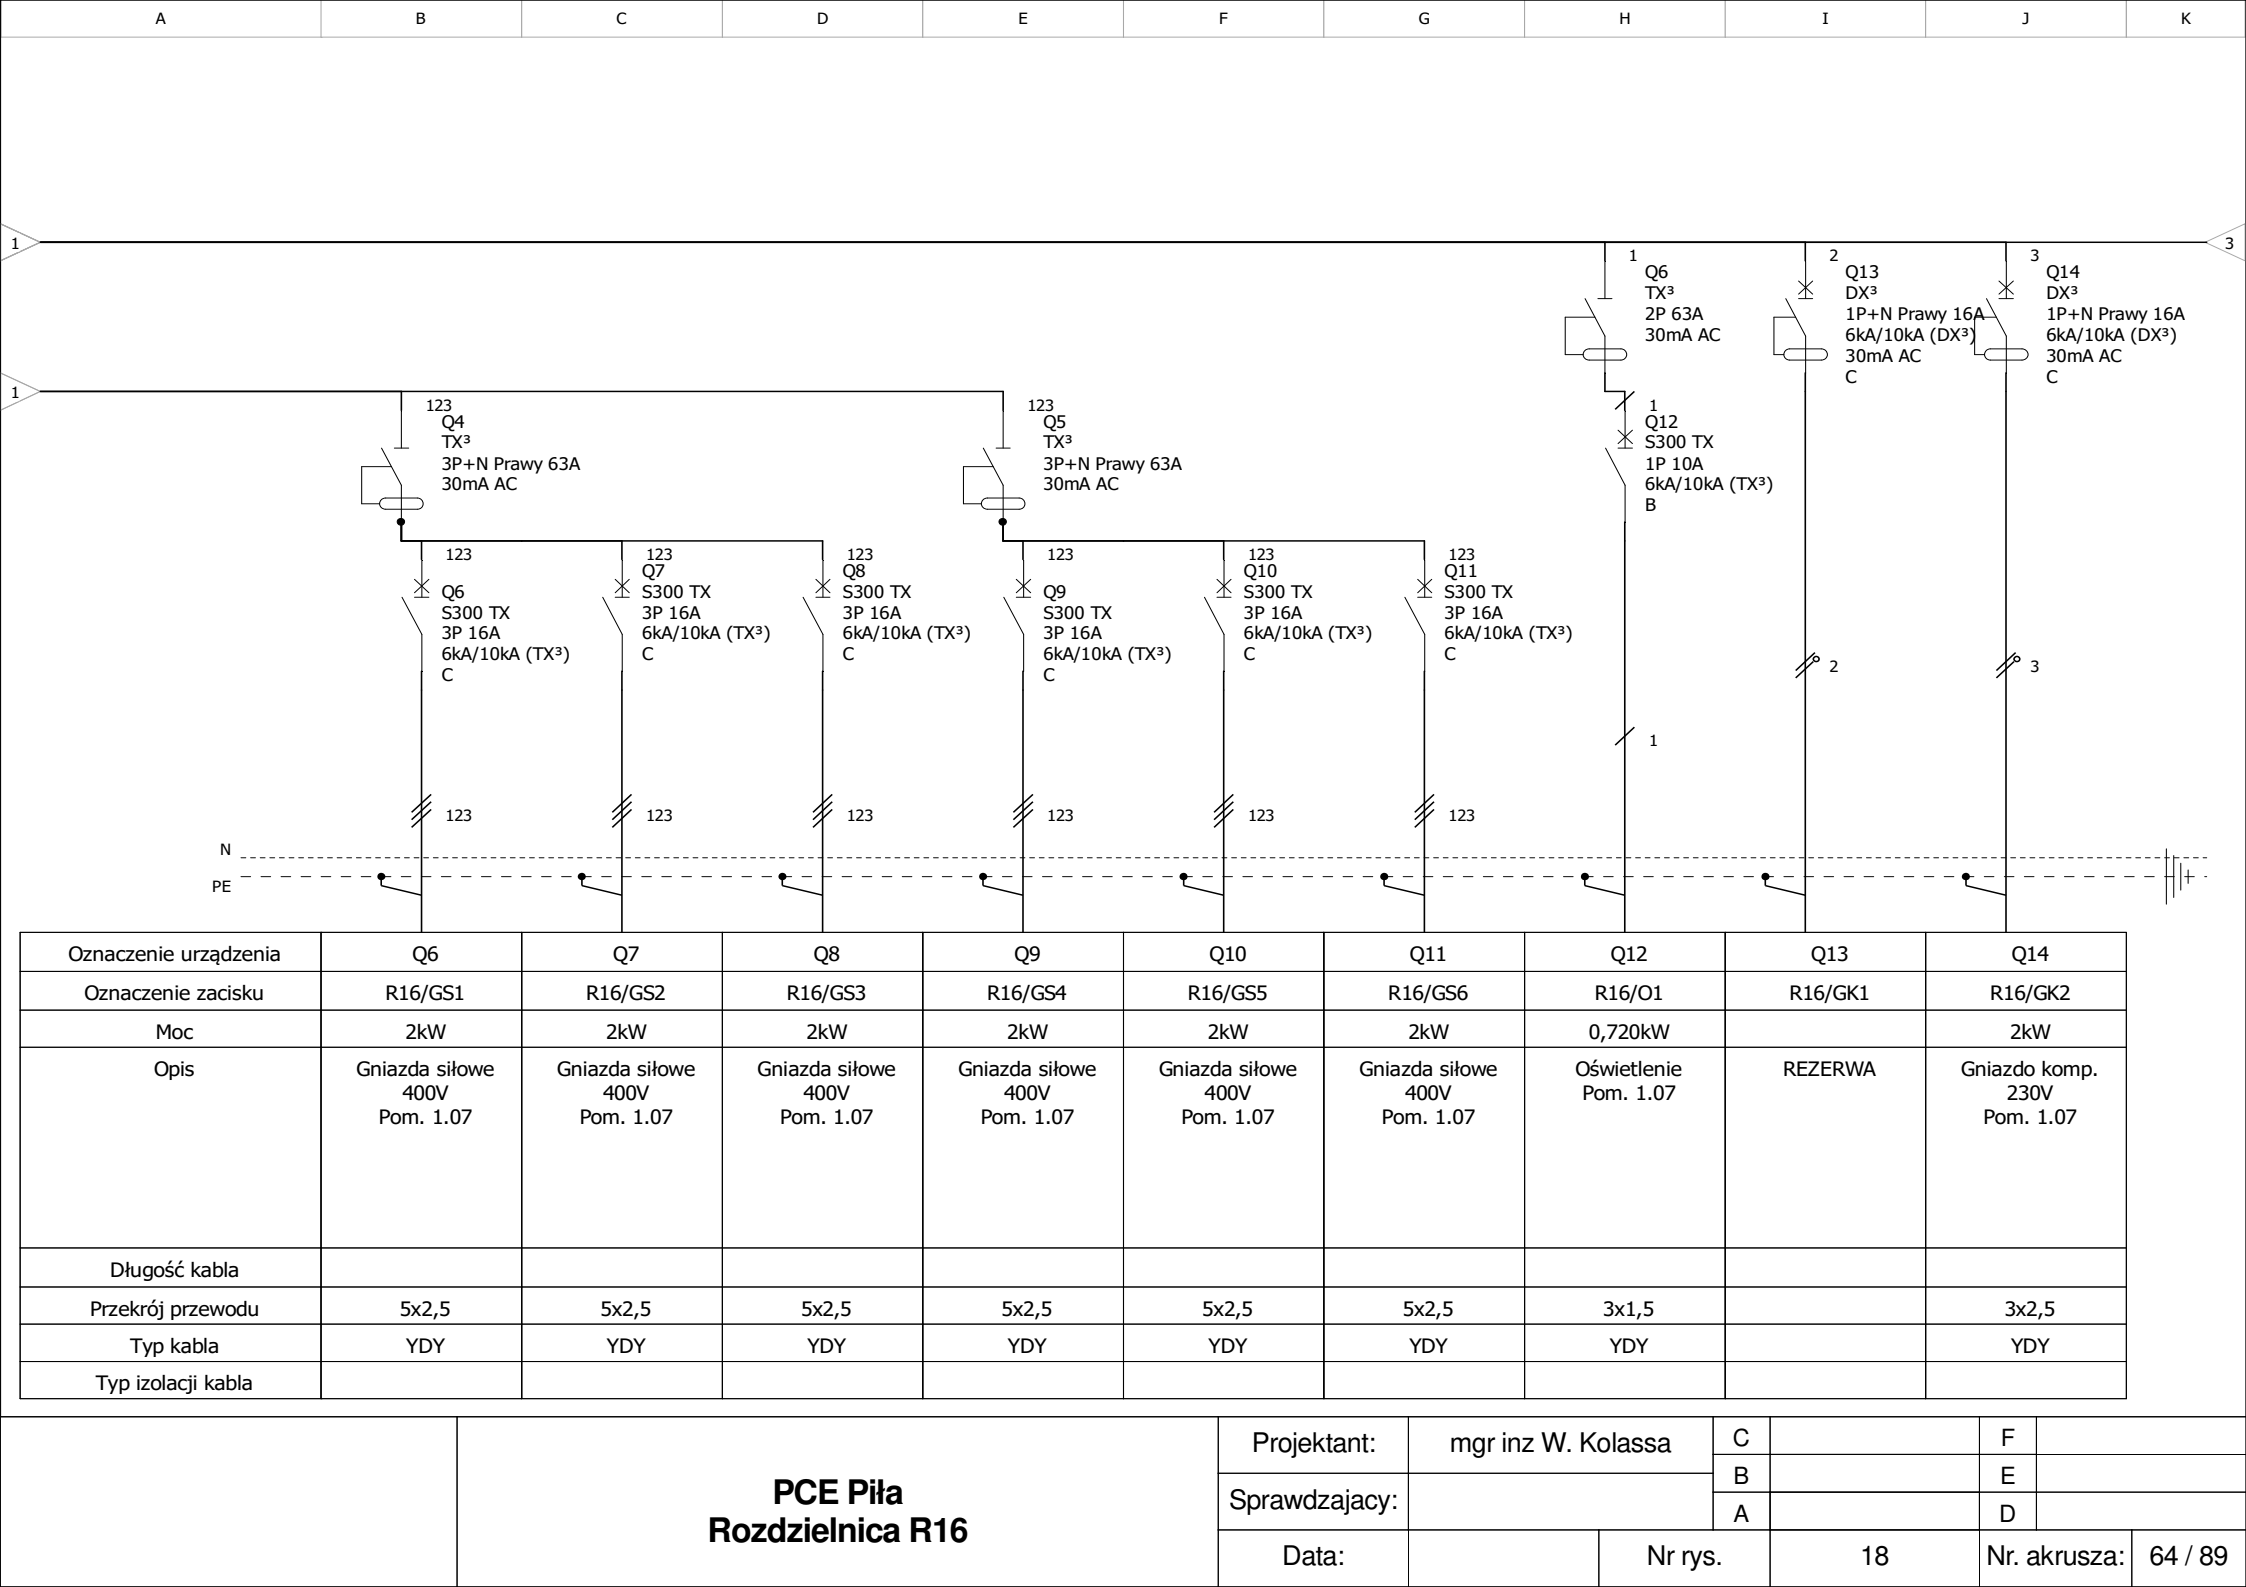 A B C D E F G H I J K
1
3
1
Q6
TX³
2P 63A
30mA AC
2
Q13
DX³
1P+N Prawy 16A
6kA/10kA (DX³)
30mA AC
C
3
Q14
DX³
1P+N Prawy 16A
6kA/10kA (DX³)
30mA AC
C
1
123
Q4
TX³
3P+N Prawy 63A
30mA AC
123
Q5
TX³
3P+N Prawy 63A
30mA AC
1
Q12
S300 TX
1P 10A
6kA/10kA (TX³)
B
123
Q6
S300 TX
3P 16A
6kA/10kA (TX³)
C
123
Q7
S300 TX
3P 16A
6kA/10kA (TX³)
C
123
Q8
S300 TX
3P 16A
6kA/10kA (TX³)
C
123
Q9
S300 TX
3P 16A
6kA/10kA (TX³)
C
123
Q10
S300 TX
3P 16A
6kA/10kA (TX³)
C
123
Q11
S300 TX
3P 16A
6kA/10kA (TX³)
C
2
3
1
123 123 123 123 123 123
N
PE
Oznaczenie urządzenia Q6 Q7 Q8 Q9 Q10 Q11 Q12 Q13 Q14
Oznaczenie zacisku R16/GS1 R16/GS2 R16/GS3 R16/GS4 R16/GS5 R16/GS6 R16/O1 R16/GK1 R16/GK2
Moc 2kW 2kW 2kW 2kW 2kW 2kW 0,720kW 2kW
Opis Gniazda siłowe Gniazda siłowe Gniazda siłowe Gniazda siłowe Gniazda siłowe Gniazda siłowe Oświetlenie REZERWA Gniazdo komp.
400V 400V 400V 400V 400V 400V Pom. 1.07 230V
Pom. 1.07 Pom. 1.07 Pom. 1.07 Pom. 1.07 Pom. 1.07 Pom. 1.07 Pom. 1.07
Długość kabla
Przekrój przewodu 5x2,5 5x2,5 5x2,5 5x2,5 5x2,5 5x2,5 3x1,5 3x2,5
Typ kabla YDY YDY YDY YDY YDY YDY YDY YDY
Typ izolacji kabla
PCE Piła
Rozdzielnica R16
Projektant: mgr inz W. Kolassa
Sprawdzajacy:
C F
B E
A D
Data: Nr rys. 18 Nr. akrusza: 64 / 89